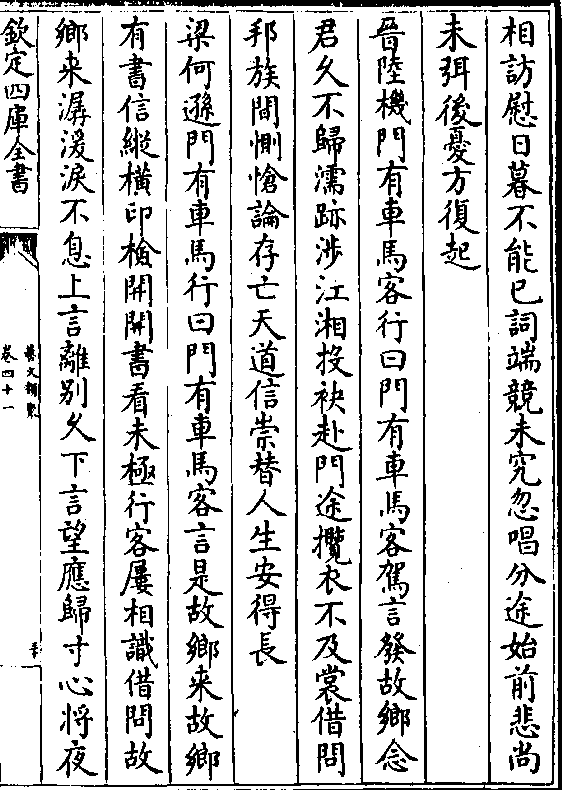 相訪慰日暮不能已詞端競未究忽唱分途始前悲尚
未弭後憂方復起
晉陸機門有車馬客行曰門有車馬客駕言發故鄉念
君久不歸濡跡涉江湘投袂赴門途攬衣不及裳借問
邦族間惻愴論存亡天道信崇替人生安得長
梁何遜門有車馬行曰門有車馬客言是故鄉来故鄉
有書信縱横印檢開開書看未極行客屢相識借問故
鄉来潺湲淚不息上言離别久下言望應歸寸心将夜
欽定四庫全書
藝文類聚
卷四十一